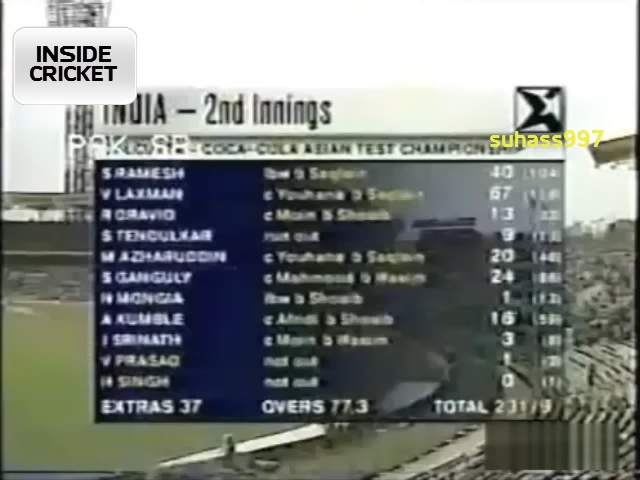 INSIDE
CRICKET
INDIA – 2nd Innings
suhass997
COCA-COLA ASIAN TEST CHAMPION
S RAMESH lbw b Saqlain 40 (104)
V LAXMAN c Youhana b Saqlain 67
R DRAVID c Moin b Shoaib 13
S TENDULKAR not out 9
M AZHARUDDIN c Youhana b Saqlain 20
S GANGULY c Mahmood b Wasim 24
N MONGIA lbw b Shoaib 1
A KUMBLE c Afridi b Shoaib 16
J SRINATH c Moin b Wasim 3
V PRASAD not out 1
H SINGH not out 0
EXTRAS 37 OVERS 77.3 TOTAL 231/9